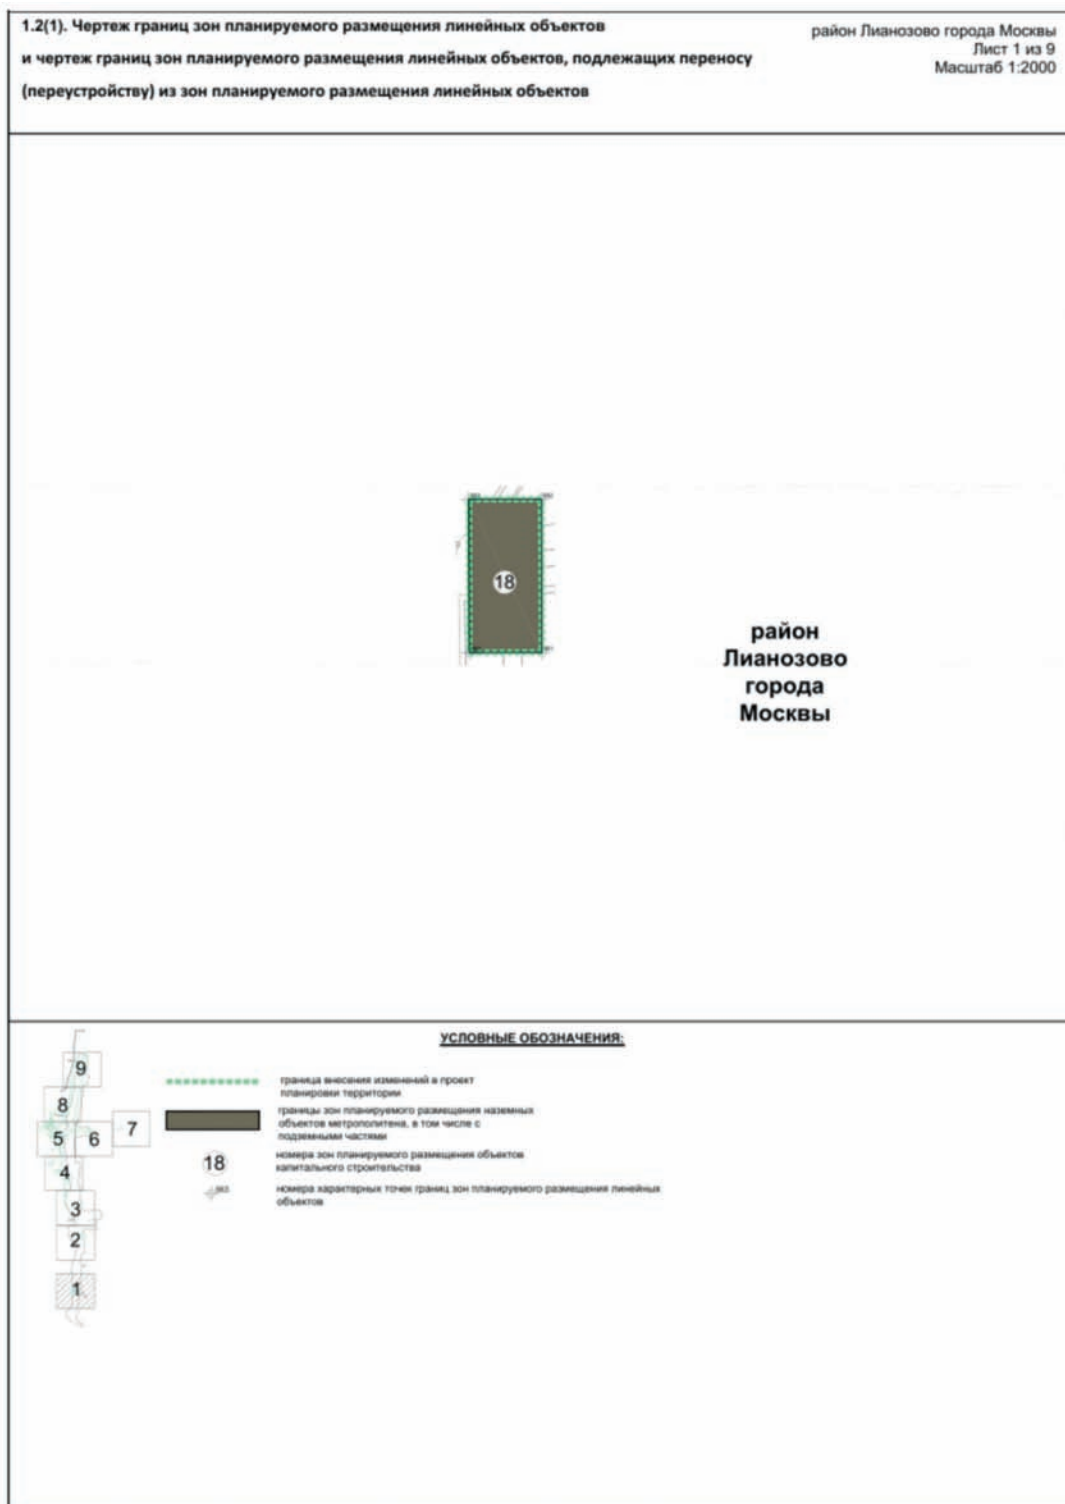 1.2(1). Чертеж границ зон планируемого размещения линейных объектов
и чертеж границ зон планируемого размещения линейных объектов, подлежащих переносу
(переустройству) из зон планируемого размещения линейных объектов
район Лианозово города Москвы
Лист 1 из 9
Масштаб 1:2000
18
район
Лианозово
города
Москвы
УСЛОВНЫЕ ОБОЗНАЧЕНИЯ:
9
8
5
6
7
4
3
2
1
граница внесения изменений в проект
планировки территории
границы зон планируемого размещения наземных
объектов метрополитена, в том числе с
подземными частями
18
номера зон планируемого размещения объектов
капитального строительства
номера характерных точек границ зон планируемого размещения линейных
объектов